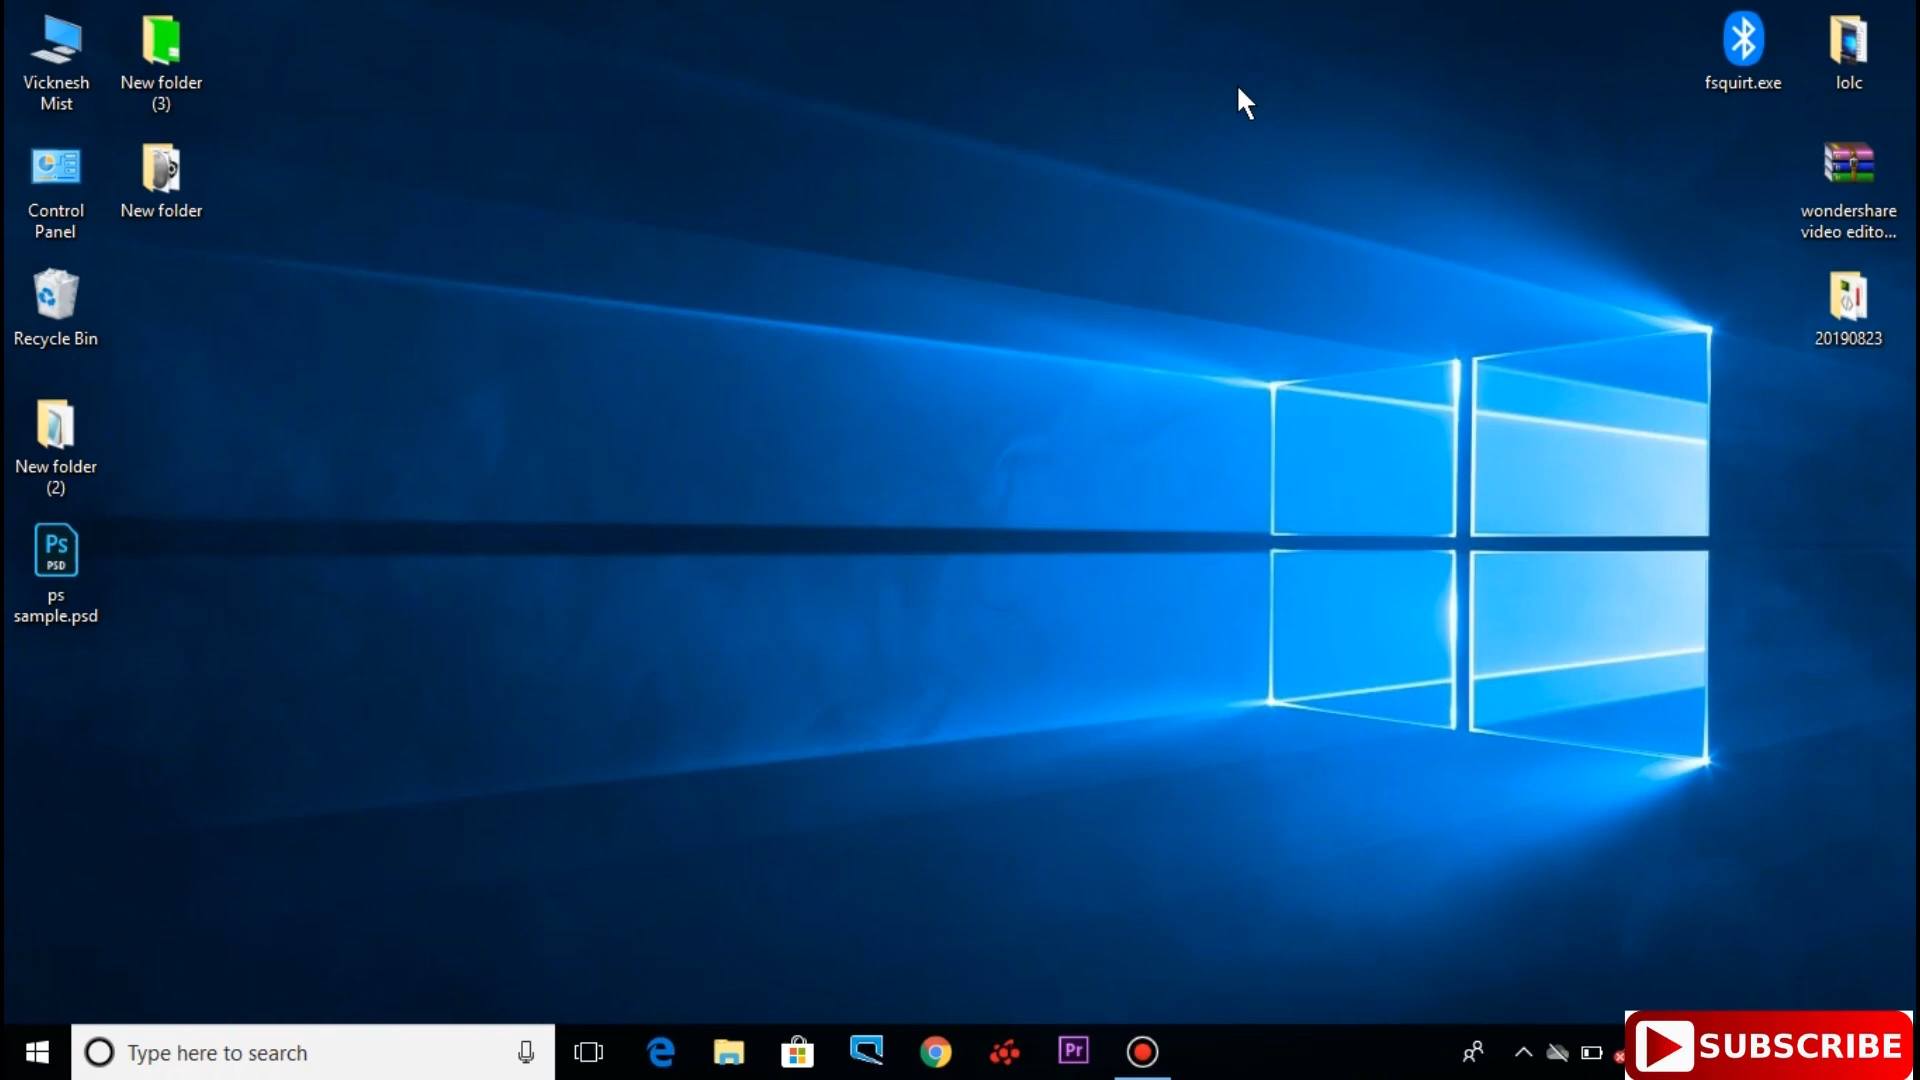 Vicknesh
Mist
New folder
(3)
Control
Panel
New folder
Recycle Bin
New folder
(2)
Ps
PSD
ps
sample.psd
fsquirt.exe
lolc
wondershare
video edito...
20190823
Type here to search
Pr
SUBSCRIBE